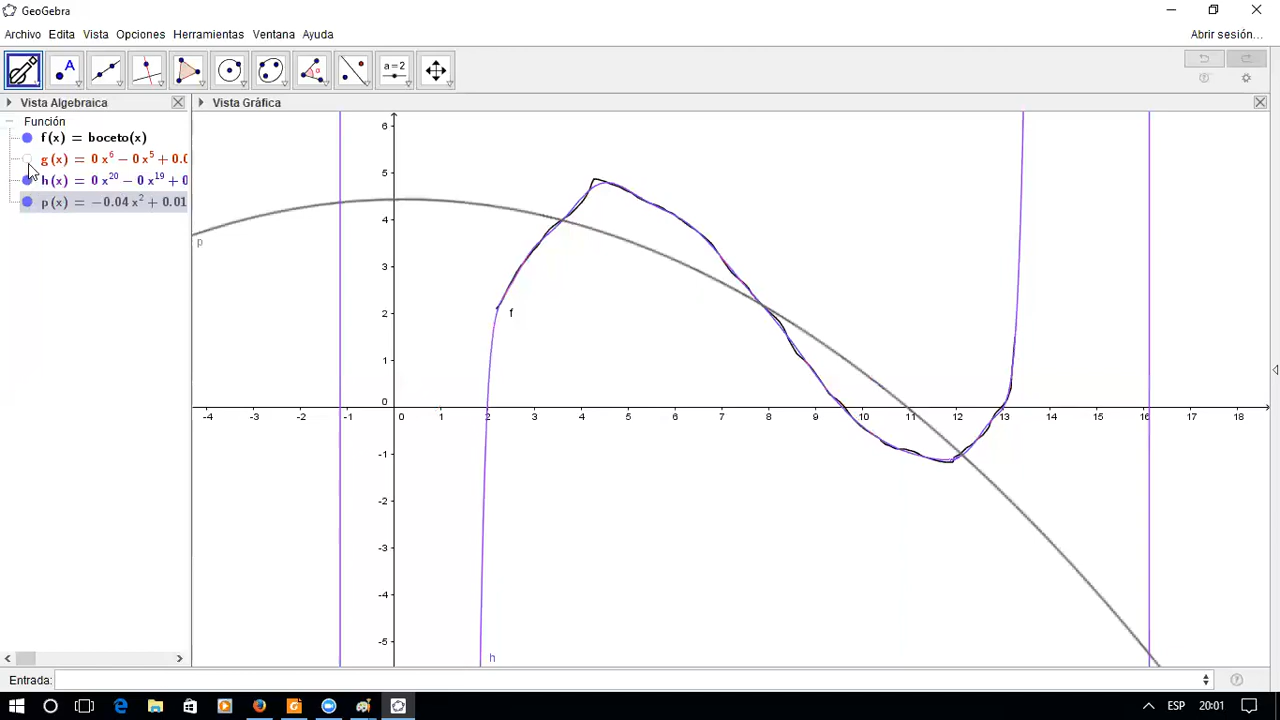 GeoGebra
Archivo Edita Vista Opciones Herramientas Ventana Ayuda Abrir sesión...
A α a = 2
Vista Algebraica Vista Gráfica
Función
f(x) = boceto(x)
g(x) = 0 x⁶ − 0 x⁵ + 0.0
h(x) = 0 x²⁰ − 0 x¹⁹ + 0
p(x) = −0.04 x² + 0.01
6
5
4
p
3
2
f
1
0
-4 -3 -2 -1 0 1 2 3 4 5 6 7 8 9 10 11 12 13 14 15 16 17 18
-1
-2
-3
-4
-5
h
Entrada:
ESP 20:01